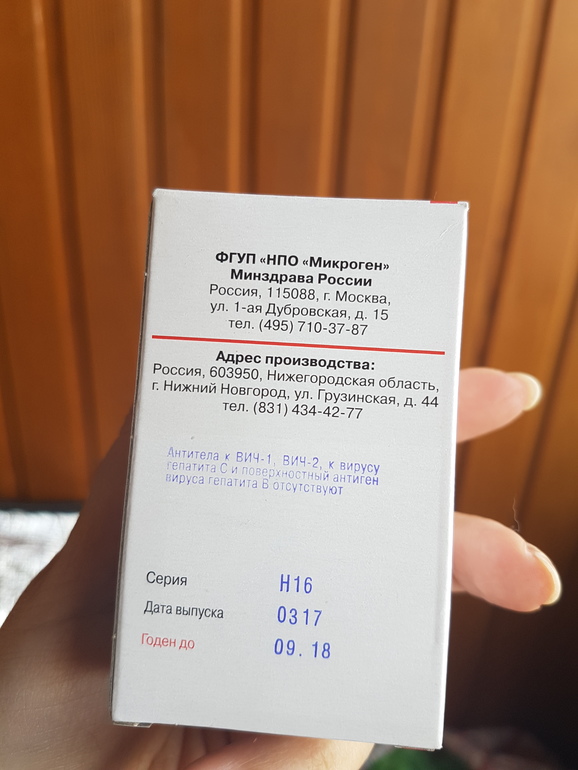 ФГУП «НПО «Микроген»
Минздрава России
Россия, 115088, г. Москва,
ул. 1-ая Дубровская, д. 15
тел. (495) 710-37-87
Адрес производства:
Россия, 603950, Нижегородская область,
г. Нижний Новгород, ул. Грузинская, д. 44
тел. (831) 434-42-77
Антитела к ВИЧ-1, ВИЧ-2, к вирусу
гепатита С и поверхностный антиген
вируса гепатита В отсутствуют
Серия Н16
Дата выпуска 0317
Годен до 09. 18